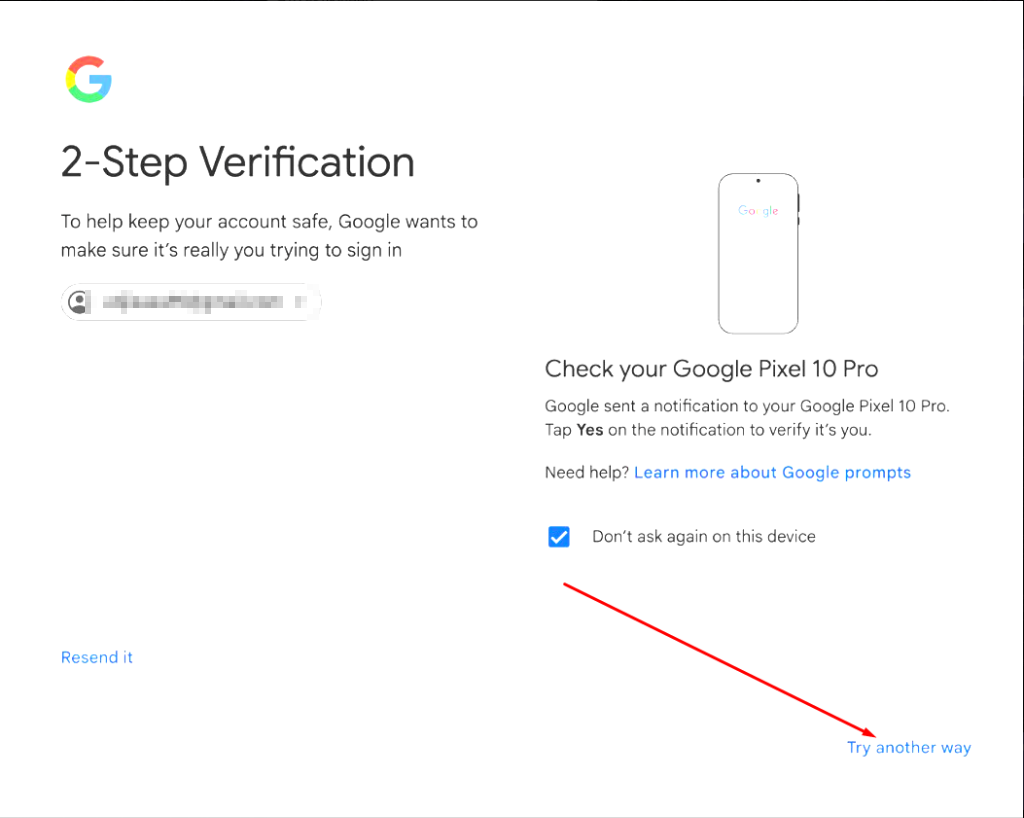 2-Step Verification
To help keep your account safe, Google wants to
make sure it's really you trying to sign in
Google
Check your Google Pixel 10 Pro
Google sent a notification to your Google Pixel 10 Pro.
Tap Yes on the notification to verify it's you.
Need help? Learn more about Google prompts
Don't ask again on this device
Resend it
Try another way